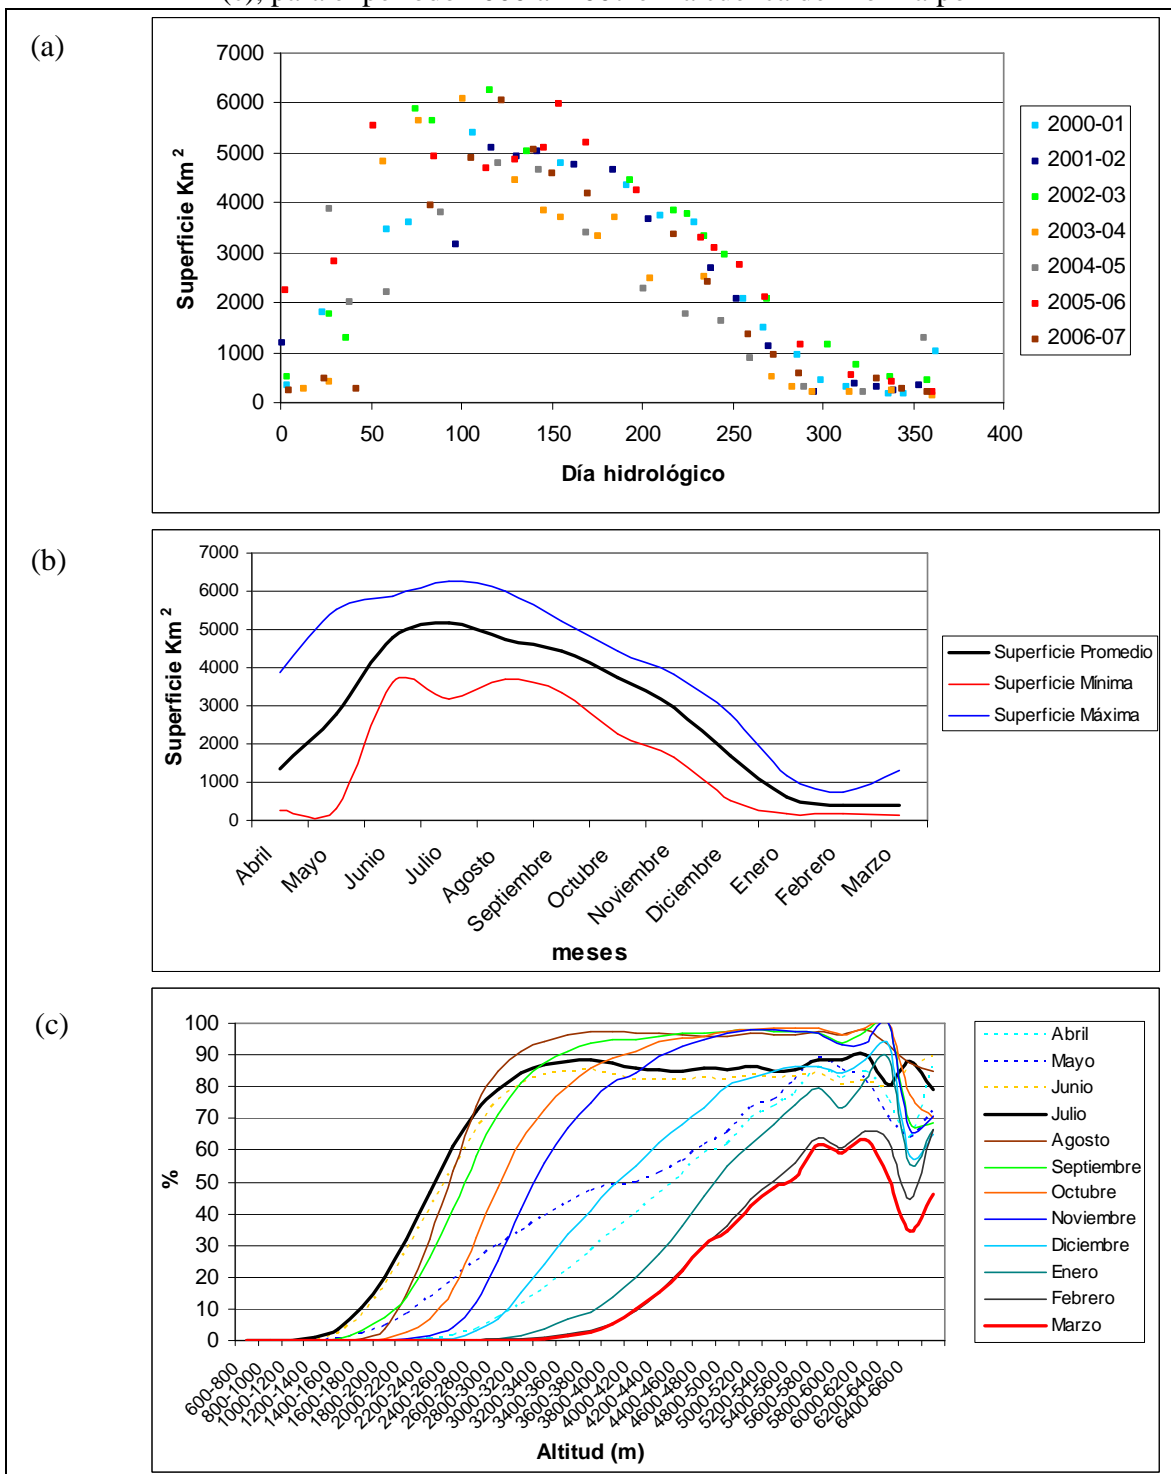 (a)
7000
6000
5000
4000
3000
2000
1000
0
Superficie Km²
0 50 100 150 200 250 300 350 400
Día hidrológico
2000-01
2001-02
2002-03
2003-04
2004-05
2005-06
2006-07
(b)
7000
6000
5000
4000
3000
2000
1000
0
Superficie Km²
Abril Mayo Junio Julio Agosto Septiembre Octubre Noviembre Diciembre Enero Febrero Marzo
meses
Superficie Promedio
Superficie Mínima
Superficie Máxima
(c)
100
90
80
70
60
50
40
30
20
10
0
%
600-800 800-1000 1000-1200 1200-1400 1400-1600 1600-1800 1800-2000 2000-2200 2200-2400 2400-2600 2600-2800 2800-3000 3000-3200 3200-3400 3400-3600 3600-3800 3800-4000 4000-4200 4200-4400 4400-4600 4600-4800 4800-5000 5000-5200 5200-5400 5400-5600 5600-5800 5800-6000 6000-6200 6200-6400 6400-6600
Altitud (m)
Abril
Mayo
Junio
Julio
Agosto
Septiembre
Octubre
Noviembre
Diciembre
Enero
Febrero
Marzo